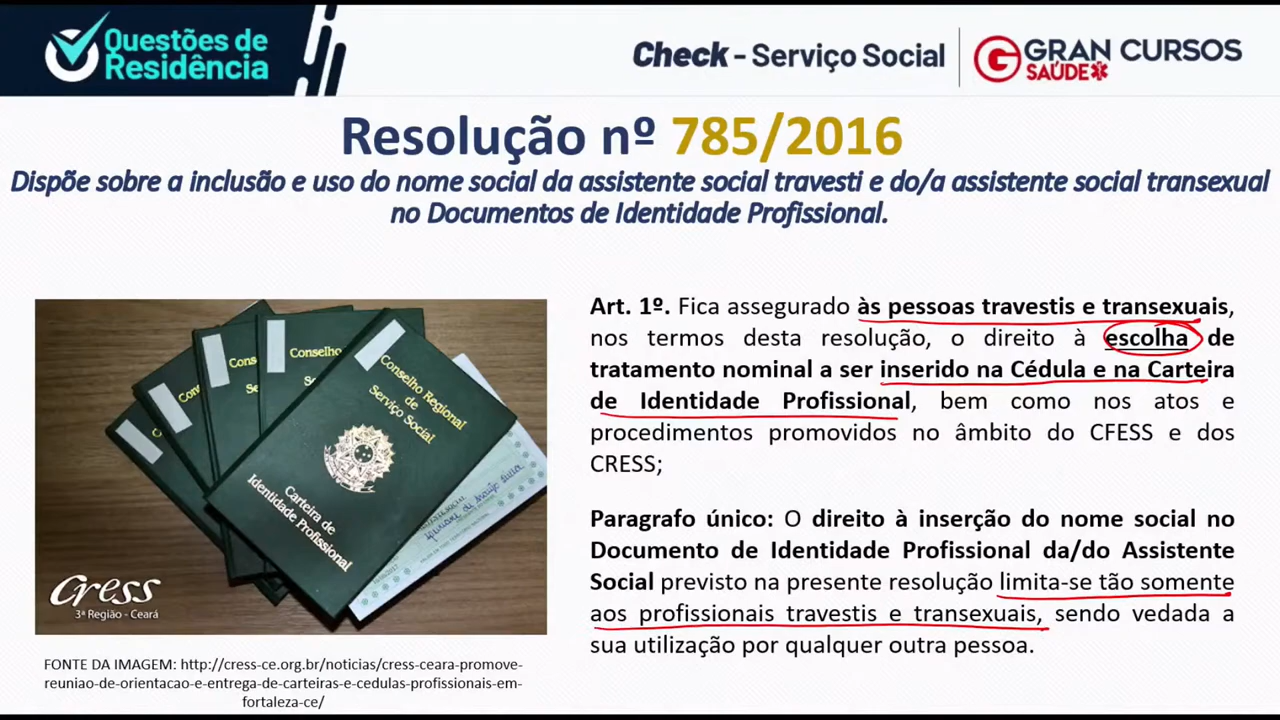 Questões de
Residência
Check - Serviço Social
GRAN CURSOS
SAÚDE
Resolução nº 785/2016
Dispõe sobre a inclusão e uso do nome social da assistente social travesti e do/a assistente social transexual
no Documentos de Identidade Profissional.
Art. 1º. Fica assegurado às pessoas travestis e transexuais,
nos termos desta resolução, o direito à escolha de
tratamento nominal a ser inserido na Cédula e na Carteira
de Identidade Profissional, bem como nos atos e
procedimentos promovidos no âmbito do CFESS e dos
CRESS;
Paragrafo único: O direito à inserção do nome social no
Documento de Identidade Profissional da/do Assistente
Social previsto na presente resolução limita-se tão somente
aos profissionais travestis e transexuais, sendo vedada a
sua utilização por qualquer outra pessoa.
Conselho
Conselho Regional
de
Serviço Social
Carteira de
Identidade Profissional
Cress
3ª Região - Ceará
FONTE DA IMAGEM: http://cress-ce.org.br/noticias/cress-ceara-promove-
reuniao-de-orientacao-e-entrega-de-carteiras-e-cedulas-profissionais-em-
fortaleza-ce/